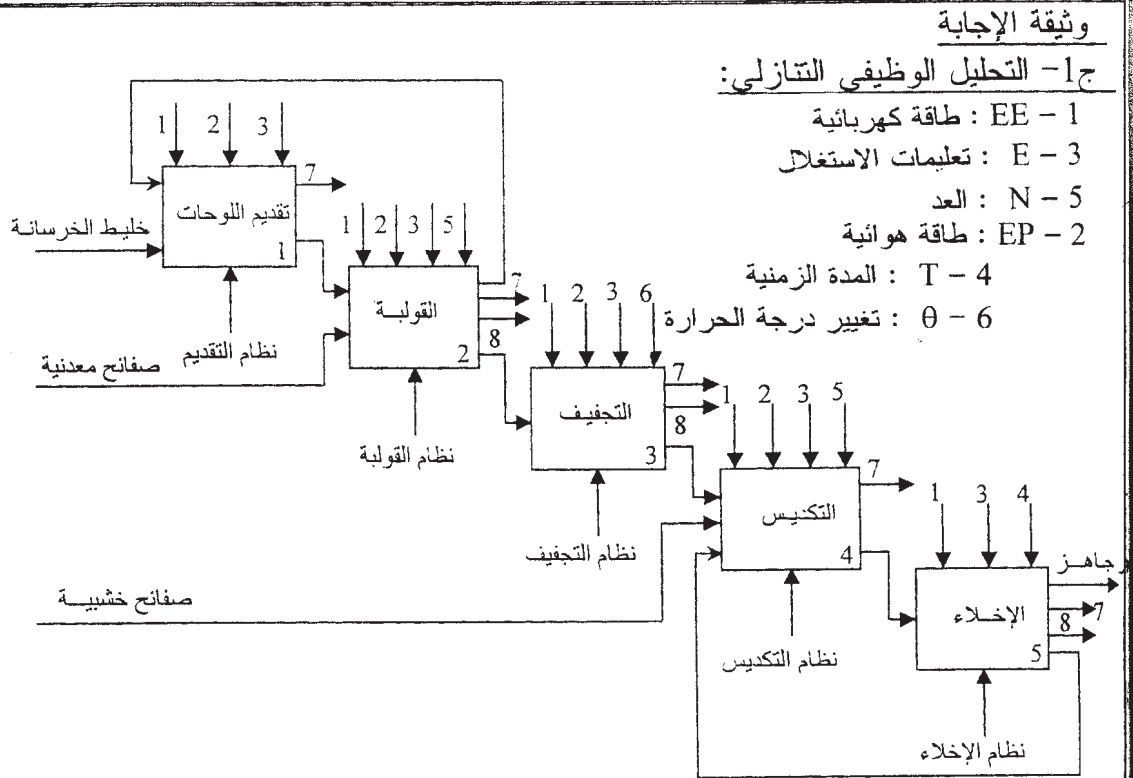 وثيقة الإجابة
ج1- التحليل الوظيفي التنازلي:
1 - EE : طاقة كهربائية
3 - E : تعليمات الاستغلال
5 - N : العد
2 - EP : طاقة هوائية
4 - T : المدة الزمنية
6 - θ : تغيير درجة الحرارة
1 2 3
7
تقديم اللوحات
1
خليط الخرسانة
نظام التقديم
1 2 3 5
7
القولبة
8
2
صفائح معدنية
نظام القولبة
1 2 3 6
7
التجفيف
8
3
نظام التجفيف
1 2 3 5
7
التكديس
4
صفائح خشبية
نظام التكديس
1 3 4
جاهز
7
8
الإخلاء
5
نظام الإخلاء